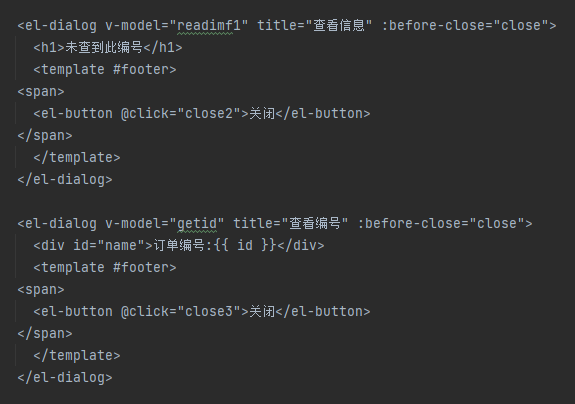 <el-dialog v-model="readimf1" title="查看信息" :before-close="close">
<h1>未查到此编号</h1>
<template #footer>
<span>
<el-button @click="close2">关闭</el-button>
</span>
</template>
</el-dialog>
<el-dialog v-model="getid" title="查看编号" :before-close="close">
<div id="name">订单编号:{{ id }}</div>
<template #footer>
<span>
<el-button @click="close3">关闭</el-button>
</span>
</template>
</el-dialog>